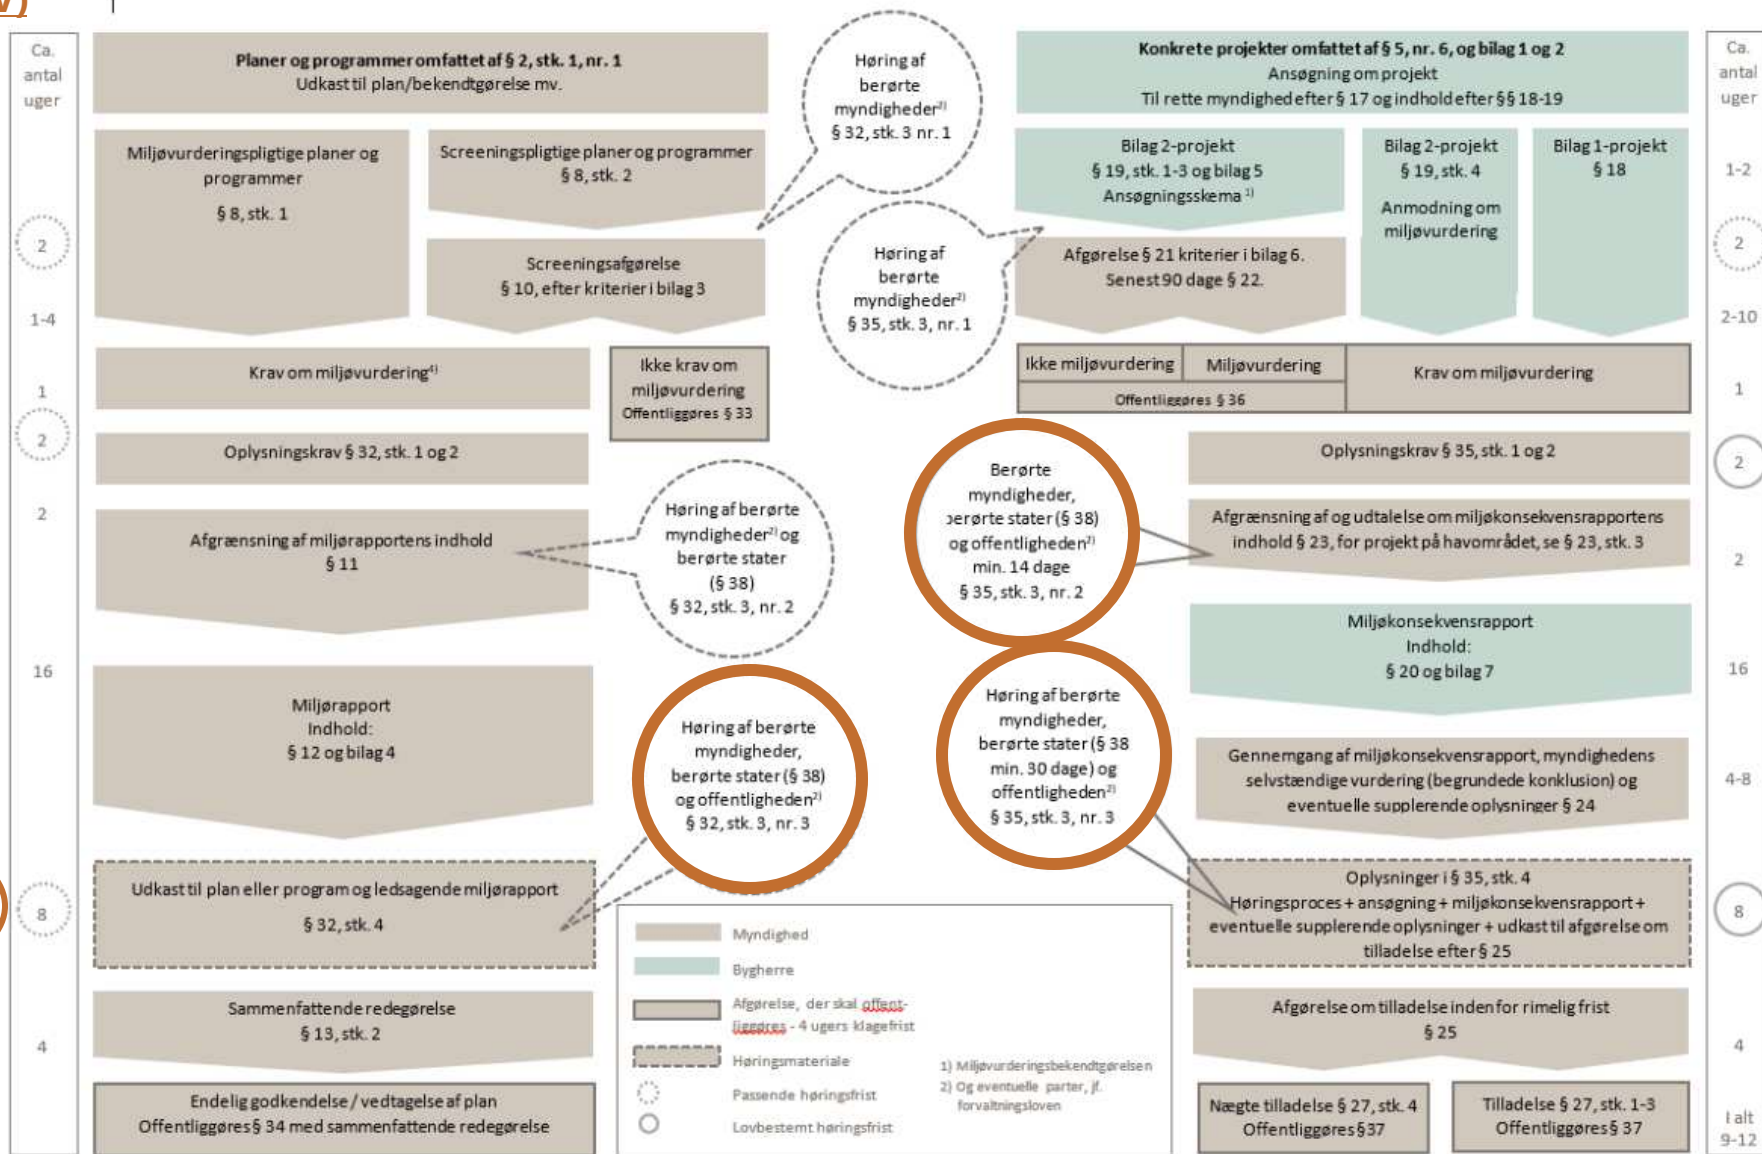 V)
Ca.
antal
uger
2
1-4
1
2
2
16
8
4
Planer og programmer omfattet af § 2, stk. 1, nr. 1
Udkast til plan/bekendtgørelse mv.
Miljøvurderingspligtige planer og
programmer
§ 8, stk. 1
Screeningspligtige planer og programmer
§ 8, stk. 2
Screeningsafgørelse
§ 10, efter kriterier i bilag 3
Krav om miljøvurdering⁴⁾
Ikke krav om
miljøvurdering
Offentliggøres § 33
Oplysningskrav § 32, stk. 1 og 2
Afgrænsning af miljørapportens indhold
§ 11
Miljørapport
Indhold:
§ 12 og bilag 4
Udkast til plan eller program og ledsagende miljørapport
§ 32, stk. 4
Sammenfattende redegørelse
§ 13, stk. 2
Endelig godkendelse / vedtagelse af plan
Offentliggøres § 34 med sammenfattende redegørelse
Høring af
berørte
myndigheder²⁾
§ 32, stk. 3 nr. 1
Høring af
berørte
myndigheder²⁾
§ 35, stk. 3, nr. 1
Høring af berørte
myndigheder²⁾ og
berørte stater
(§ 38)
§ 32, stk. 3, nr. 2
Høring af berørte
myndigheder,
berørte stater (§ 38)
og offentligheden²⁾
§ 32, stk. 3, nr. 3
Berørte
myndigheder,
berørte stater (§ 38)
og offentligheden²⁾
min. 14 dage
§ 35, stk. 3, nr. 2
Høring af berørte
myndigheder,
berørte stater (§ 38
min. 30 dage) og
offentligheden²⁾
§ 35, stk. 3, nr. 3
Myndighed
Bygherre
Afgørelse, der skal offent-
liggøres - 4 ugers klagefrist
Høringsmateriale
Passende høringsfrist
Lovbestemt høringsfrist
1) Miljøvurderingsbekendtgørelsen
2) Og eventuelle parter, jf.
forvaltningsloven
Konkrete projekter omfattet af § 5, nr. 6, og bilag 1 og 2
Ansøgning om projekt
Til rette myndighed efter § 17 og indhold efter §§ 18-19
Bilag 2-projekt
§ 19, stk. 1-3 og bilag 5
Ansøgningsskema ¹⁾
Bilag 2-projekt
§ 19, stk. 4
Anmodning om
miljøvurdering
Bilag 1-projekt
§ 18
Afgørelse § 21 kriterier i bilag 6.
Senest 90 dage § 22.
Ikke miljøvurdering
Miljøvurdering
Offentliggøres § 36
Krav om miljøvurdering
Oplysningskrav § 35, stk. 1 og 2
Afgrænsning af og udtalelse om miljøkonsekvensrapportens
indhold § 23, for projekt på havområdet, se § 23, stk. 3
Miljøkonsekvensrapport
Indhold:
§ 20 og bilag 7
Gennemgang af miljøkonsekvensrapport, myndighedens
selvstændige vurdering (begrundede konklusion) og
eventuelle supplerende oplysninger § 24
Oplysninger i § 35, stk. 4
Høringsproces + ansøgning + miljøkonsekvensrapport +
eventuelle supplerende oplysninger + udkast til afgørelse om
tilladelse efter § 25
Afgørelse om tilladelse indenfor rimelig frist
§ 25
Nægte tilladelse § 27, stk. 4
Offentliggøres §37
Tilladelse § 27, stk. 1-3
Offentliggøres § 37
Ca.
antal
uger
1-2
2
2-10
1
2
2
16
4-8
8
4
I alt
9-12